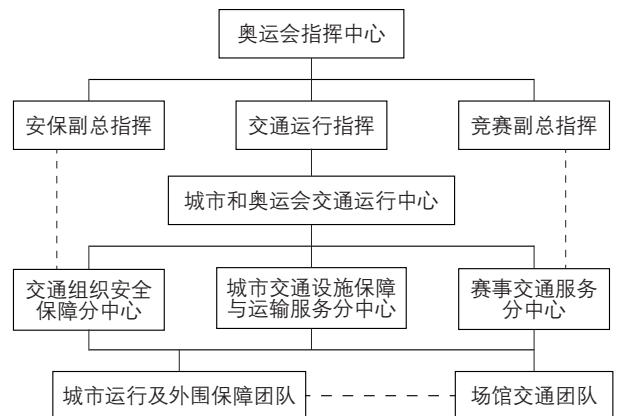 奥运会指挥中心
安保副总指挥
交通运行指挥
竞赛副总指挥
城市和奥运会交通运行中心
交通组织安全
保障分中心
城市交通设施保障
与运输服务分中心
赛事交通服务
分中心
城市运行及外围保障团队
场馆交通团队